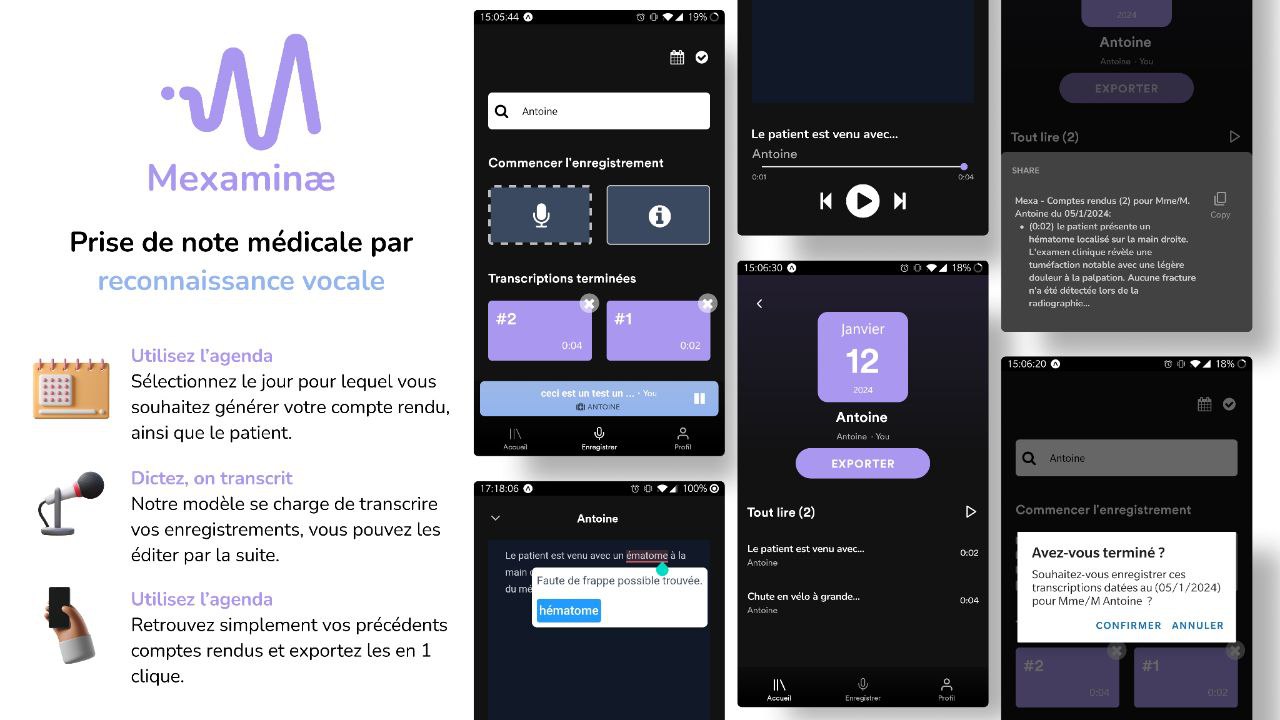 Mexaminæ
Prise de note médicale par
reconnaissance vocale
Utilisez l'agenda
Sélectionnez le jour pour lequel vous
souhaitez générer votre compte rendu,
ainsi que le patient.
Dictez, on transcrit
Notre modèle se charge de transcrire
vos enregistrements, vous pouvez les
éditer par la suite.
Utilisez l'agenda
Retrouvez simplement vos précédents
comptes rendus et exportez les en 1
clique.
15:05:44 19%
Antoine
Commencer l'enregistrement
Transcriptions terminées
#2 #1
0:04 0:02
ceci est un test un ... · You
ANTOINE
Accueil Enregistrer Profil
17:18:06 100%
Antoine
Le patient est venu avec un ématome à la
main
du mé
Faute de frappe possible trouvée.
hématome
Le patient est venu avec...
Antoine
0:01 0:04
15:06:30 18%
Janvier
12
2024
Antoine
Antoine · You
EXPORTER
Tout lire (2)
Le patient est venu avec... 0:02
Antoine
Chute en vélo à grande... 0:04
Antoine
Accueil Enregistrer Profil
2024
Antoine
Antoine · You
EXPORTER
Tout lire (2)
SHARE
Mexa - Comptes rendus (2) pour Mme/M.
Antoine du 05/1/2024:
• (0:02) le patient présente un
hématome localisé sur la main droite.
L'examen clinique révèle une
tuméfaction notable avec une légère
douleur à la palpation. Aucune fracture
n'a été détectée lors de la
radiographie...
Copy
15:06:20 18%
Antoine
Commencer l'enregistrement
Avez-vous terminé ?
Souhaitez-vous enregistrer ces
transcriptions datées au (05/1/2024)
pour Mme/M Antoine ?
CONFIRMER ANNULER
#2 #1
0:04 0:02